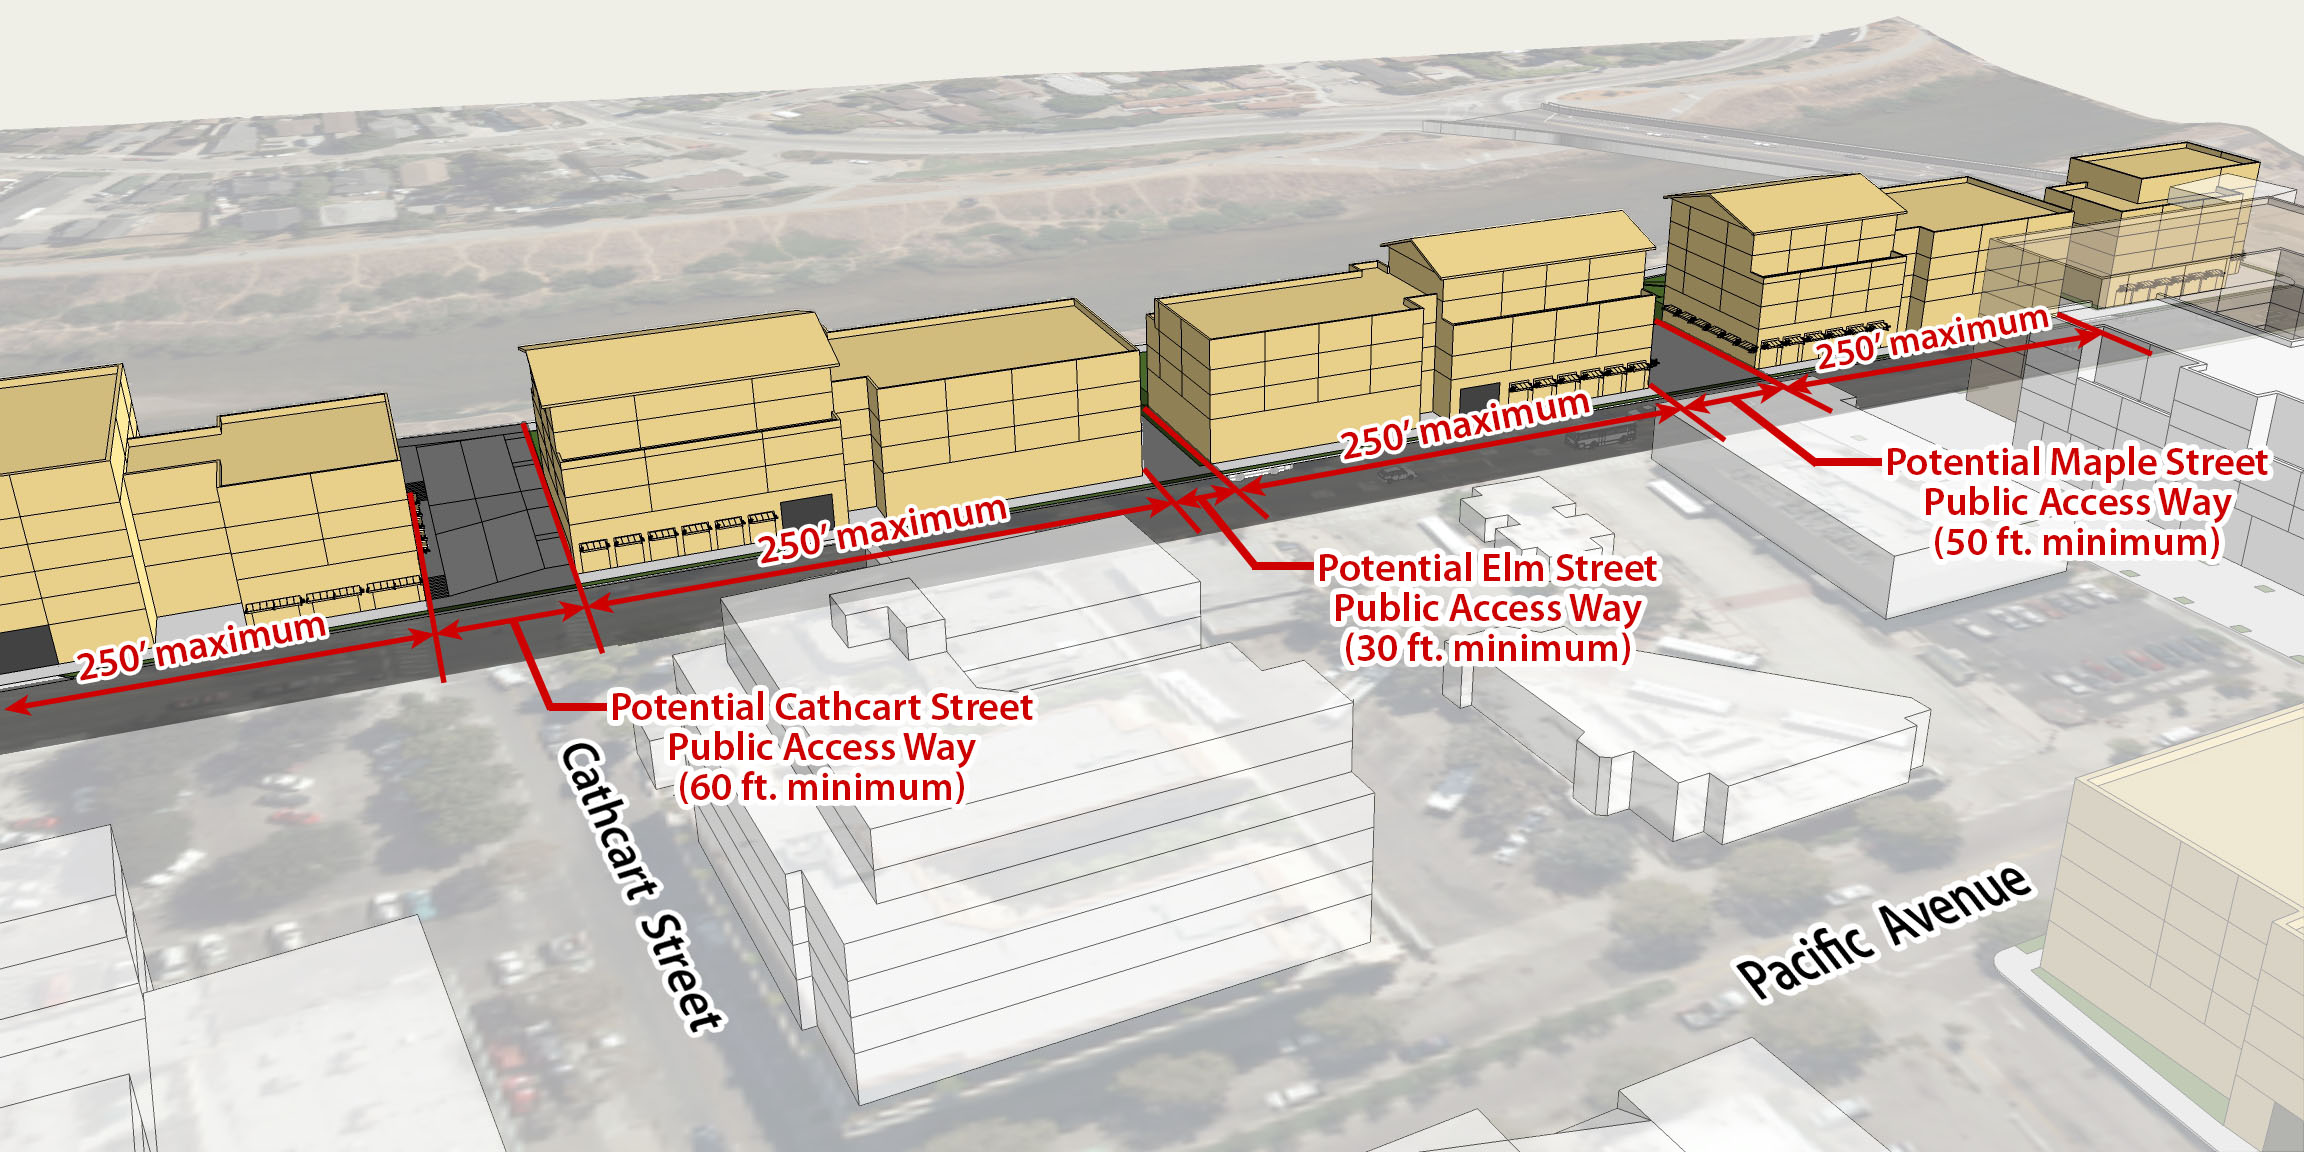 250’ maximum
250’ maximum
250’ maximum
250’ maximum
Potential Maple Street
Public Access Way
(50 ft. minimum)
Potential Elm Street
Public Access Way
(30 ft. minimum)
Potential Cathcart Street
Public Access Way
(60 ft. minimum)
Cathcart Street
Pacific Avenue